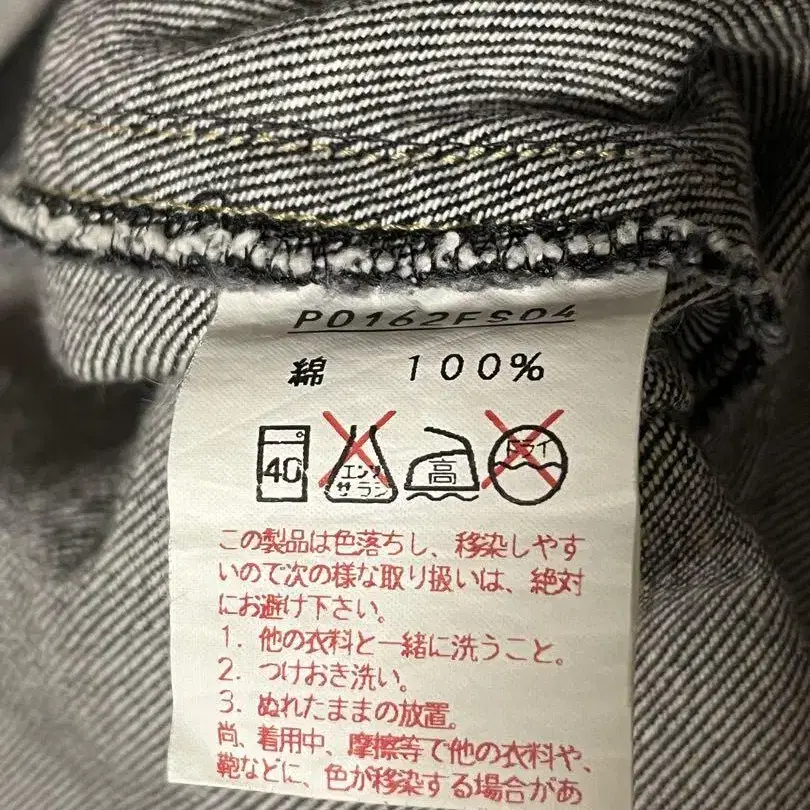 P0162FS04
綿 100%
40 エンソ サラシ 高 ドライ
この製品は色落ちし、移染しやす
いので次の様な取り扱いは、絶対
にお避け下さい。
1. 他の衣料と一緒に洗うこと。
2. つけおき洗い。
3. ぬれたままの放置。
尚、着用中、摩擦等で他の衣料や、
鞄などに、色が移染する場合があ